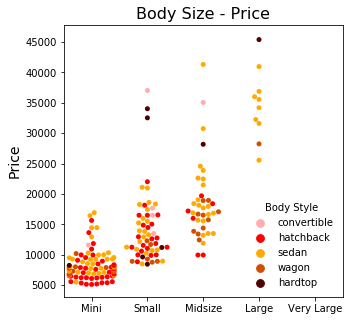 Body Size - Price
Price
45000
40000
35000
30000
25000
20000
15000
10000
5000
Body Style
convertible
hatchback
sedan
wagon
hardtop
Mini Small Midsize Large Very Large